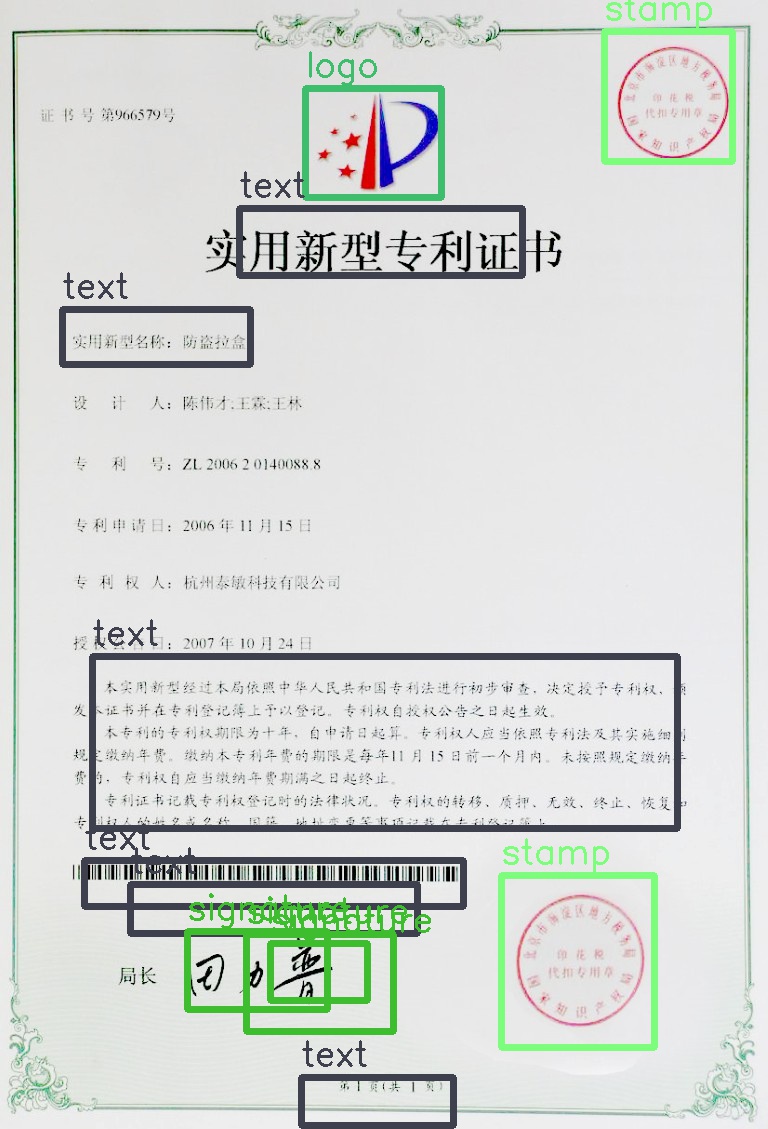 stamp
logo
北京市海淀区地方税务局
印花税
代扣专用章
国家知识产权局
证书号第966579号
text
实用新型专利证书
text
实用新型名称：防盗拉盒
设计人：陈伟才;王霖;王林
专利号：ZL 2006 2 0140088.8
专利申请日：2006年11月15日
专利权人：杭州泰敏科技有限公司
text
授权公告日：2007年10月24日
本实用新型经过本局依照中华人民共和国专利法进行初步审查，决定授予专利权、颁
发本证书并在专利登记簿上予以登记。专利权自授权公告之日起生效。
本专利的专利权期限为十年，自申请日起算。专利权人应当依照专利法及其实施细则
规定缴纳年费。缴纳本专利年费的期限是每年11月15日前一个月内。未按照规定缴纳年
费的，专利权自应当缴纳年费期满之日起终止。
专利证书记载专利权登记时的法律状况。专利权的转移、质押、无效、终止、恢复和
专利权人的姓名或名称、国籍、地址变更等事项记载在专利登记簿上
text
stamp
text
signature
signature
signature
北京市海淀区地方税务局
印花税
代扣专用章
国家知识产权局
局长
田力普
text
第1页(共1页)